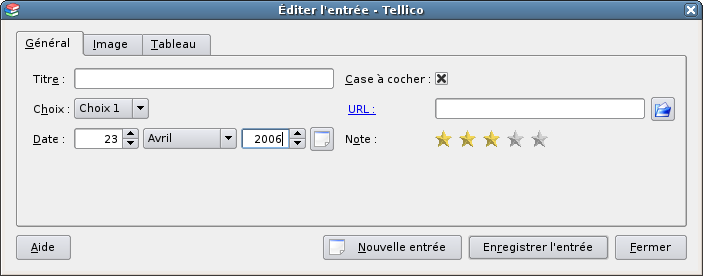 Éditer l'entrée - Tellico
Général Image Tableau
Titre : Case à cocher :
Choix : Choix 1 URL :
Date : 23 Avril 2006 Note :
Aide Nouvelle entrée Enregistrer l'entrée Fermer